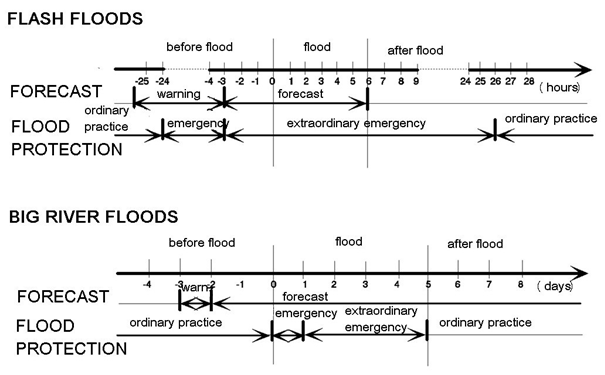 FLASH FLOODS
before flood flood after flood
-25 -24 -4 -3 -2 -1 0 1 2 3 4 5 6 7 8 9 24 25 26 27 28
(hours)
FORECAST
warning forecast
ordinary practice
emergency extraordinary emergency ordinary practice
FLOOD PROTECTION
BIG RIVER FLOODS
before flood flood after flood
-4 -3 -2 -1 0 1 2 3 4 5 6 7 8
(days)
FORECAST
warn forecast
FLOOD PROTECTION
ordinary practice emergency extraordinary emergency ordinary practice